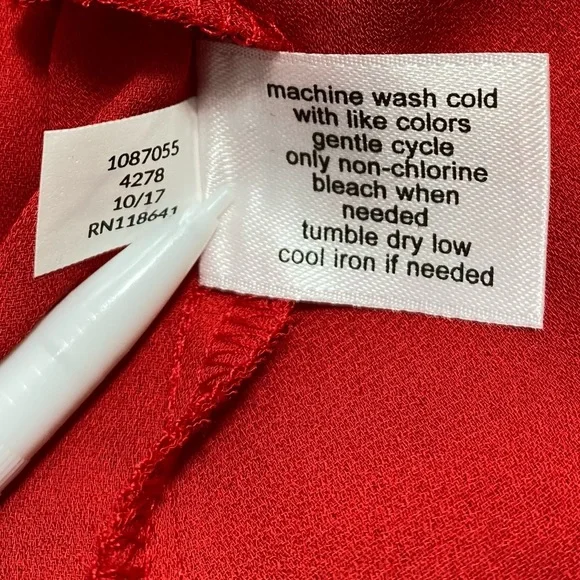 1087055
4278
10/17
RN118641
machine wash cold
with like colors
gentle cycle
only non-chlorine
bleach when
needed
tumble dry low
cool iron if needed